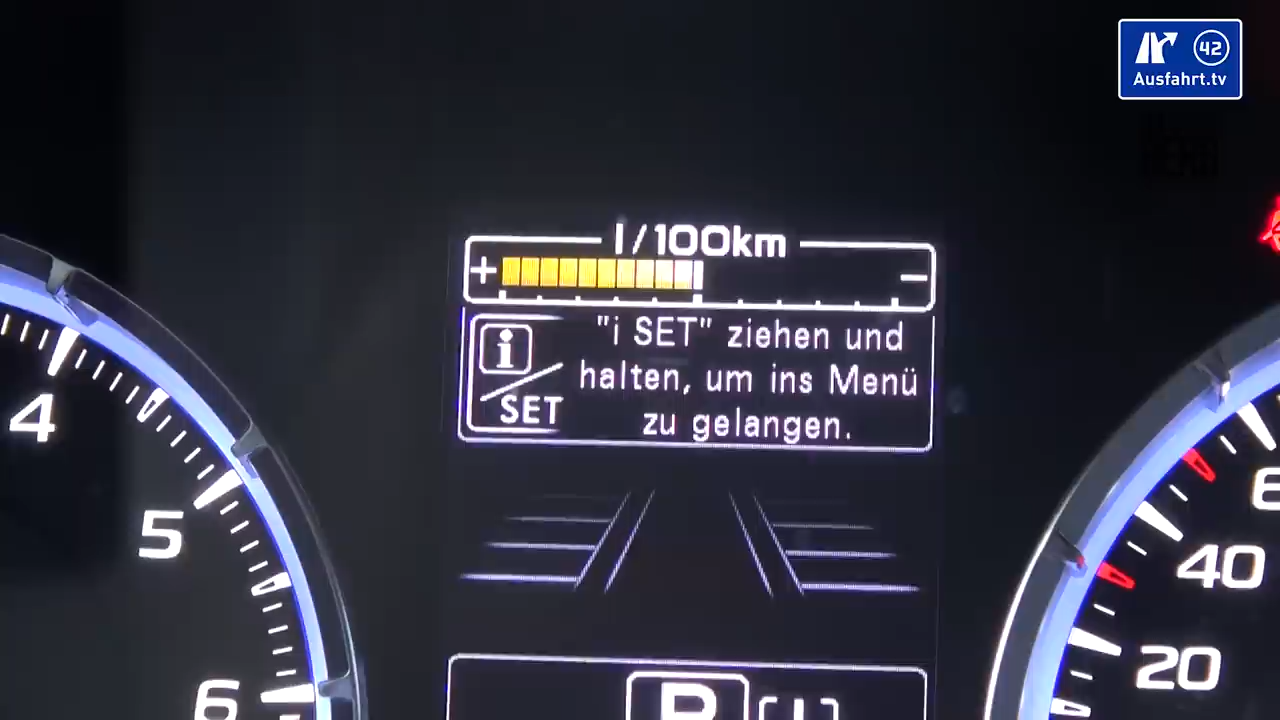 42
Ausfahrt.tv
l/100km
+ −
i
SET
"i SET" ziehen und
halten, um ins Menü
zu gelangen.
4
5
6
40
20
P